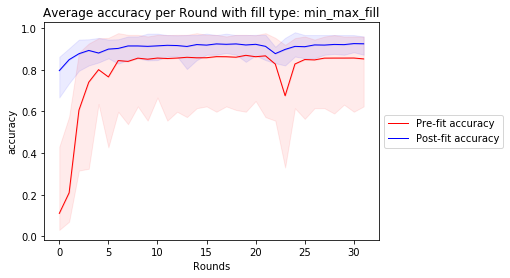 Average accuracy per Round with fill type: min_max_fill
1.0
0.8
0.6
0.4
0.2
0.0
accuracy
0 5 10 15 20 25 30
Rounds
Pre-fit accuracy
Post-fit accuracy